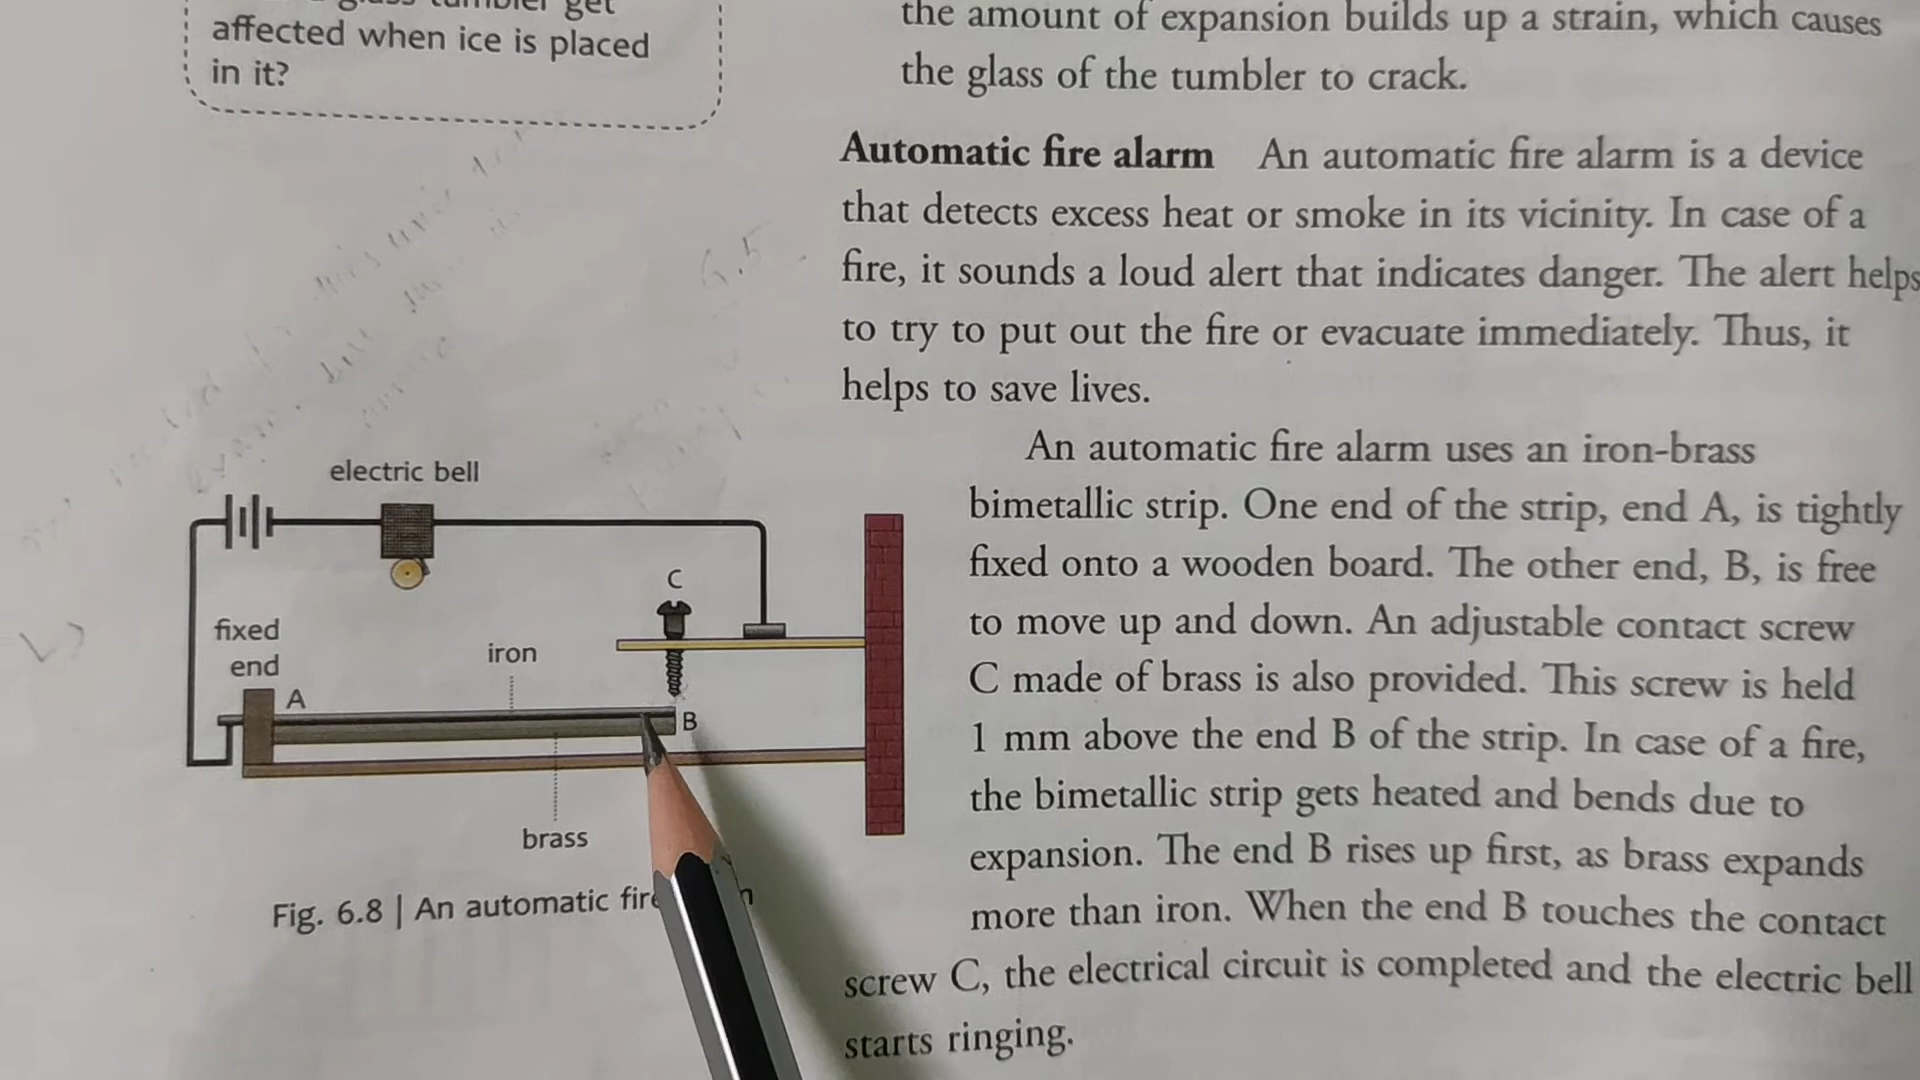 affected when ice is placed
in it?
the amount of expansion builds up a strain, which causes
the glass of the tumbler to crack.
Automatic fire alarm An automatic fire alarm is a device
that detects excess heat or smoke in its vicinity. In case of a
fire, it sounds a loud alert that indicates danger. The alert helps
to try to put out the fire or evacuate immediately. Thus, it
helps to save lives.
An automatic fire alarm uses an iron-brass
bimetallic strip. One end of the strip, end A, is tightly
fixed onto a wooden board. The other end, B, is free
to move up and down. An adjustable contact screw
C made of brass is also provided. This screw is held
1 mm above the end B of the strip. In case of a fire,
the bimetallic strip gets heated and bends due to
expansion. The end B rises up first, as brass expands
more than iron. When the end B touches the contact
screw C, the electrical circuit is completed and the electric bell
starts ringing.
electric bell
C
fixed
end
iron
A
B
brass
Fig. 6.8 | An automatic